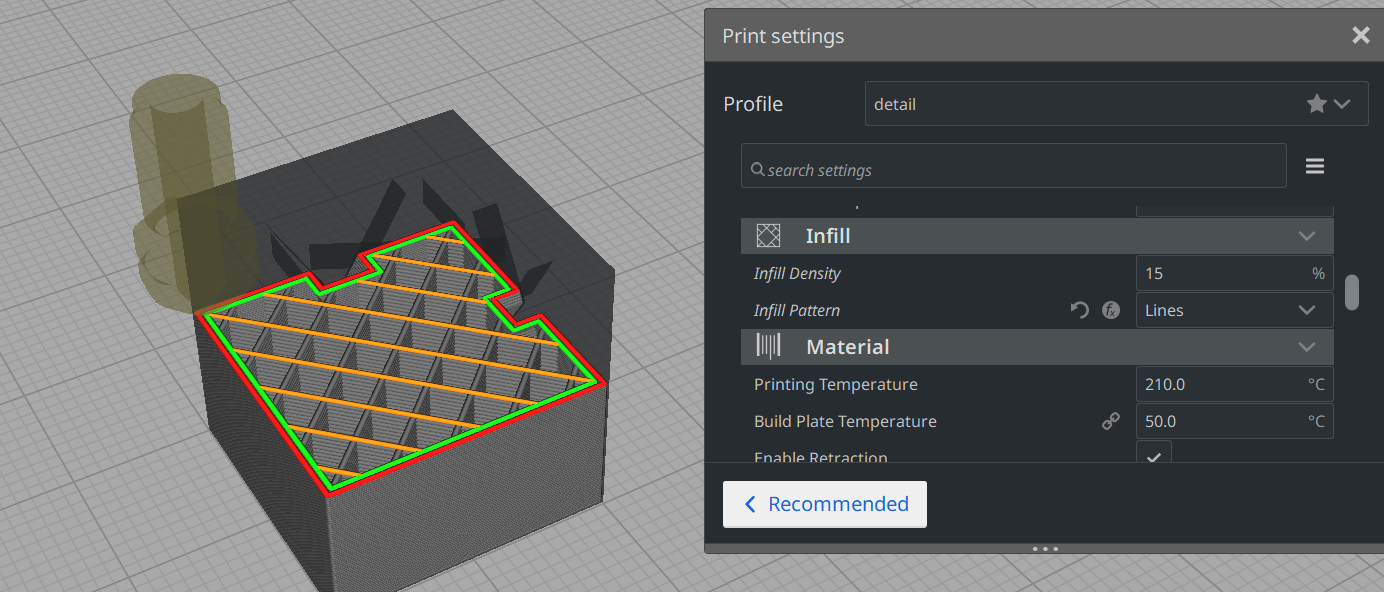 Print settings
Profile
detail
search settings
Infill
Infill Density
15 %
Infill Pattern
Lines
Material
Printing Temperature
210.0 °C
Build Plate Temperature
50.0 °C
Enable Retraction
Recommended